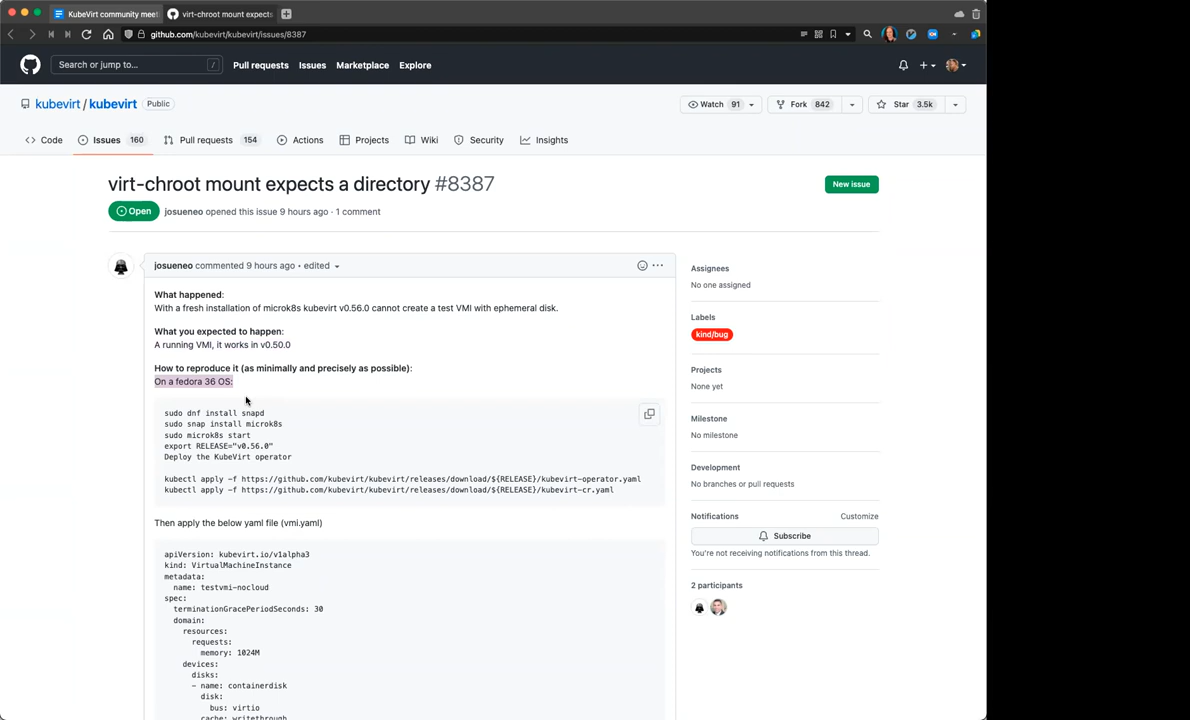 KubeVirt community meet
virt-chroot mount expects
github.com/kubevirt/kubevirt/issues/8387
Search or jump to...
/
Pull requests
Issues
Marketplace
Explore
kubevirt / kubevirt
Public
Watch 91
Fork 842
Star 3.5k
Code
Issues 160
Pull requests 154
Actions
Projects
Wiki
Security
Insights
virt-chroot mount expects a directory #8387
New issue
Open
josueneo opened this issue 9 hours ago · 1 comment
josueneo commented 9 hours ago • edited
What happened:
With a fresh installation of microk8s kubevirt v0.56.0 cannot create a test VMI with ephemeral disk.
What you expected to happen:
A running VMI, it works in v0.50.0
How to reproduce it (as minimally and precisely as possible):
On a fedora 36 OS:
sudo dnf install snapd
sudo snap install microk8s
sudo microk8s start
export RELEASE="v0.56.0"
Deploy the KubeVirt operator
kubectl apply -f https://github.com/kubevirt/kubevirt/releases/download/${RELEASE}/kubevirt-operator.yaml
kubectl apply -f https://github.com/kubevirt/kubevirt/releases/download/${RELEASE}/kubevirt-cr.yaml
Then apply the below yaml file (vmi.yaml)
apiVersion: kubevirt.io/v1alpha3
kind: VirtualMachineInstance
metadata:
name: testvmi-nocloud
spec:
terminationGracePeriodSeconds: 30
domain:
resources:
requests:
memory: 1024M
devices:
disks:
- name: containerdisk
disk:
bus: virtio
cache: writethrough
Assignees
No one assigned
Labels
kind/bug
Projects
None yet
Milestone
No milestone
Development
No branches or pull requests
Notifications
Customize
Subscribe
You're not receiving notifications from this thread.
2 participants